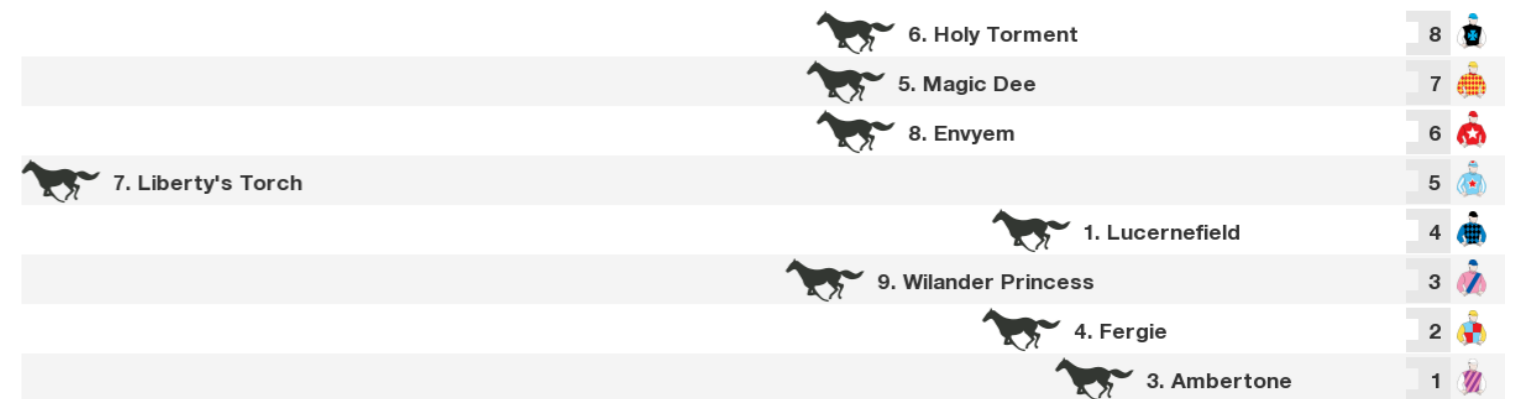 6. Holy Torment 8
5. Magic Dee 7
8. Envyem 6
7. Liberty's Torch 5
1. Lucernefield 4
9. Wilander Princess 3
4. Fergie 2
3. Ambertone 1